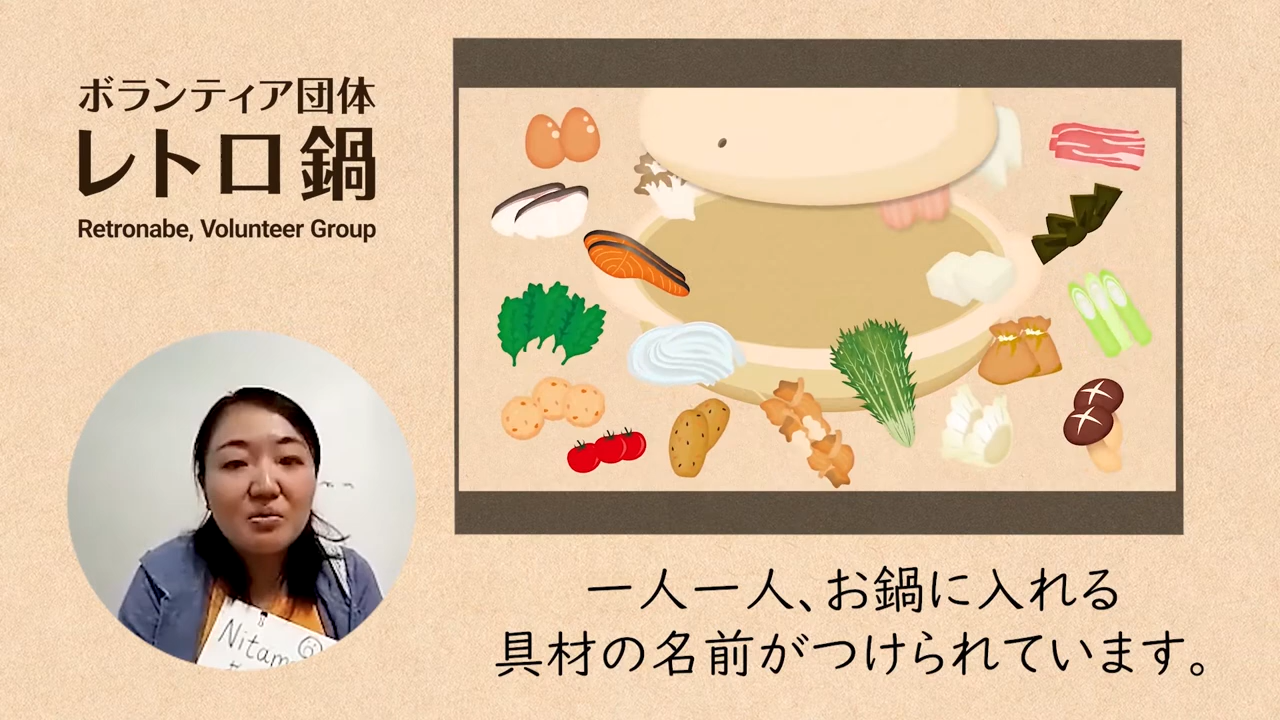 ボランティア団体
レトロ鍋
Retronabe, Volunteer Group
Nitam
一人一人、お鍋に入れる
具材の名前がつけられています。